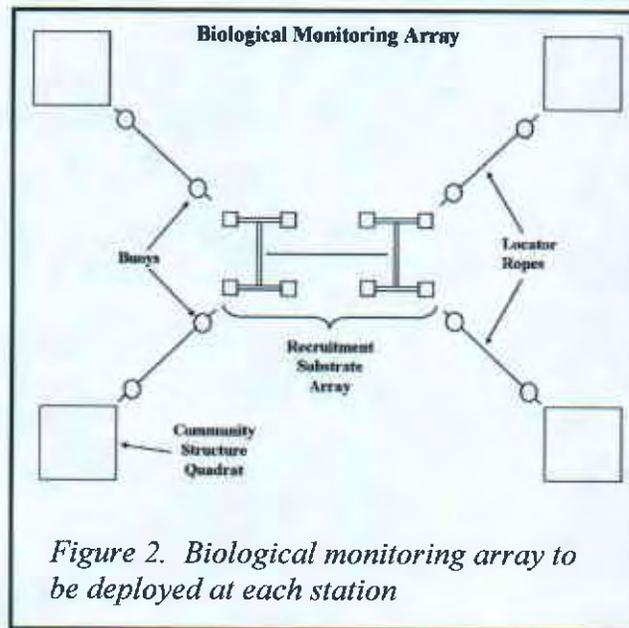 Biological Monitoring Array
Buoys
Locator
Ropes
Recruitment
Substrate
Array
Community
Structure
Quadrat
Figure 2. Biological monitoring array to
be deployed at each station